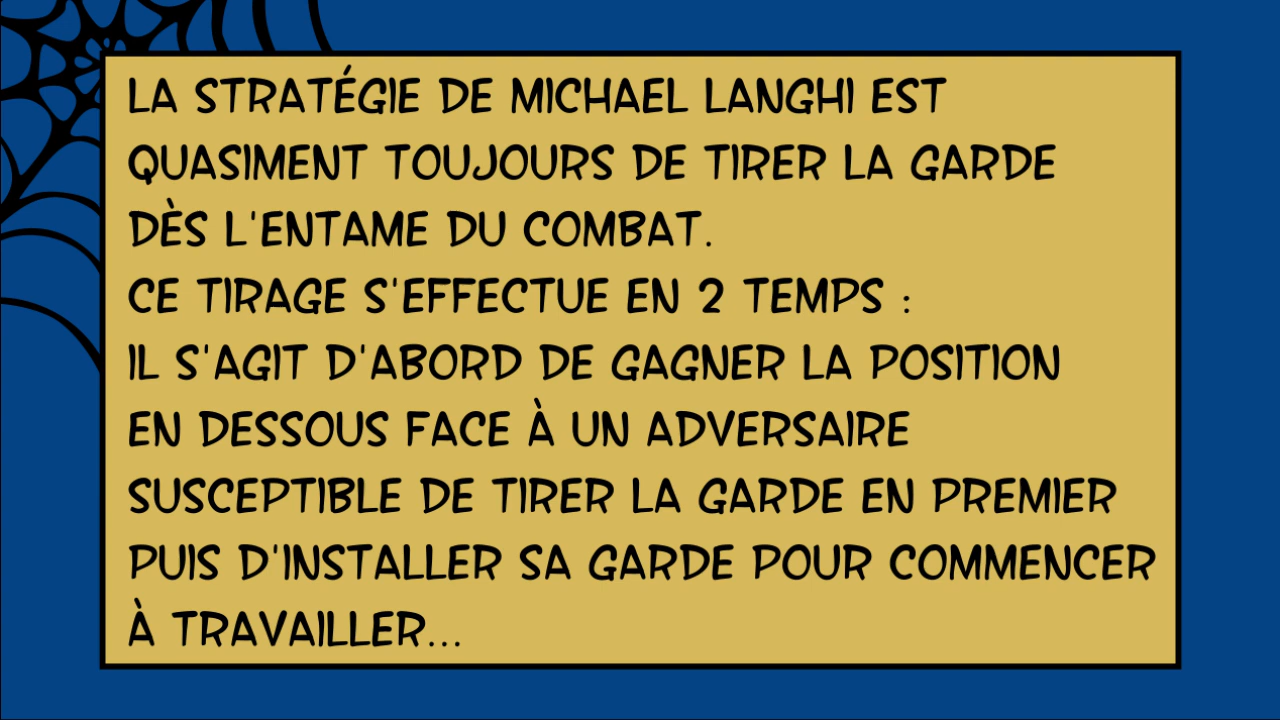 LA STRATÉGIE DE MICHAEL LANGHI EST
QUASIMENT TOUJOURS DE TIRER LA GARDE
DÈS L'ENTAME DU COMBAT.
CE TIRAGE S'EFFECTUE EN 2 TEMPS :
IL S'AGIT D'ABORD DE GAGNER LA POSITION
EN DESSOUS FACE À UN ADVERSAIRE
SUSCEPTIBLE DE TIRER LA GARDE EN PREMIER
PUIS D'INSTALLER SA GARDE POUR COMMENCER
À TRAVAILLER...